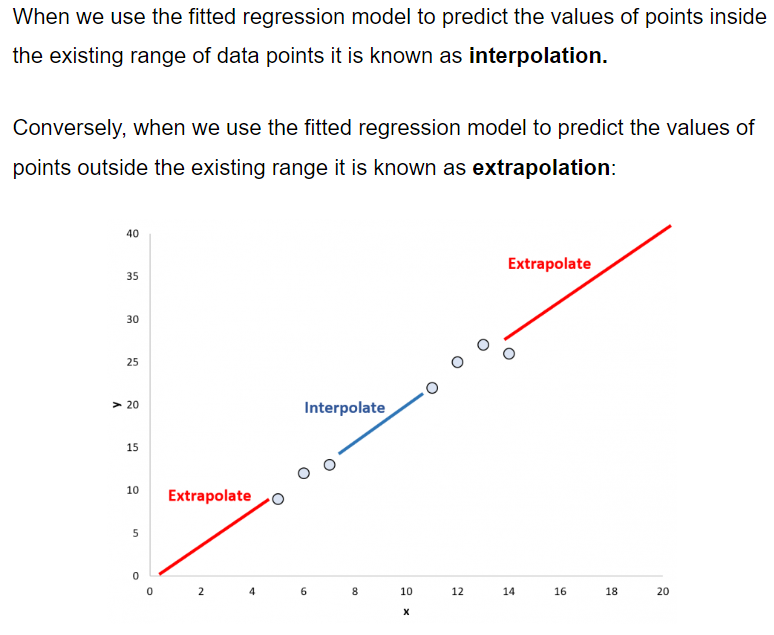 When we use the fitted regression model to predict the values of points inside
the existing range of data points it is known as interpolation.
Conversely, when we use the fitted regression model to predict the values of
points outside the existing range it is known as extrapolation:
40
Extrapolate
35
30
25
y 20
Interpolate
15
10
Extrapolate
5
0
0 2 4 6 8 10 12 14 16 18 20
x